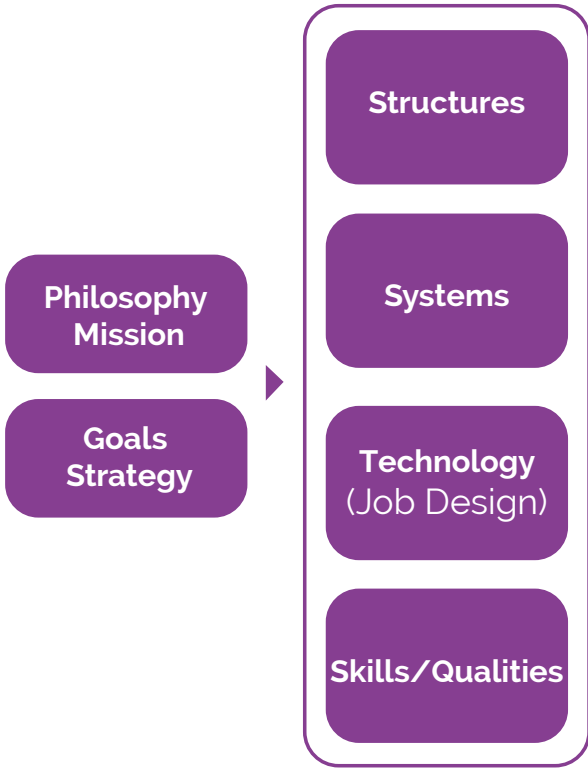 Philosophy
Mission
Goals
Strategy
Structures
Systems
Technology
(Job Design)
Skills/Qualities